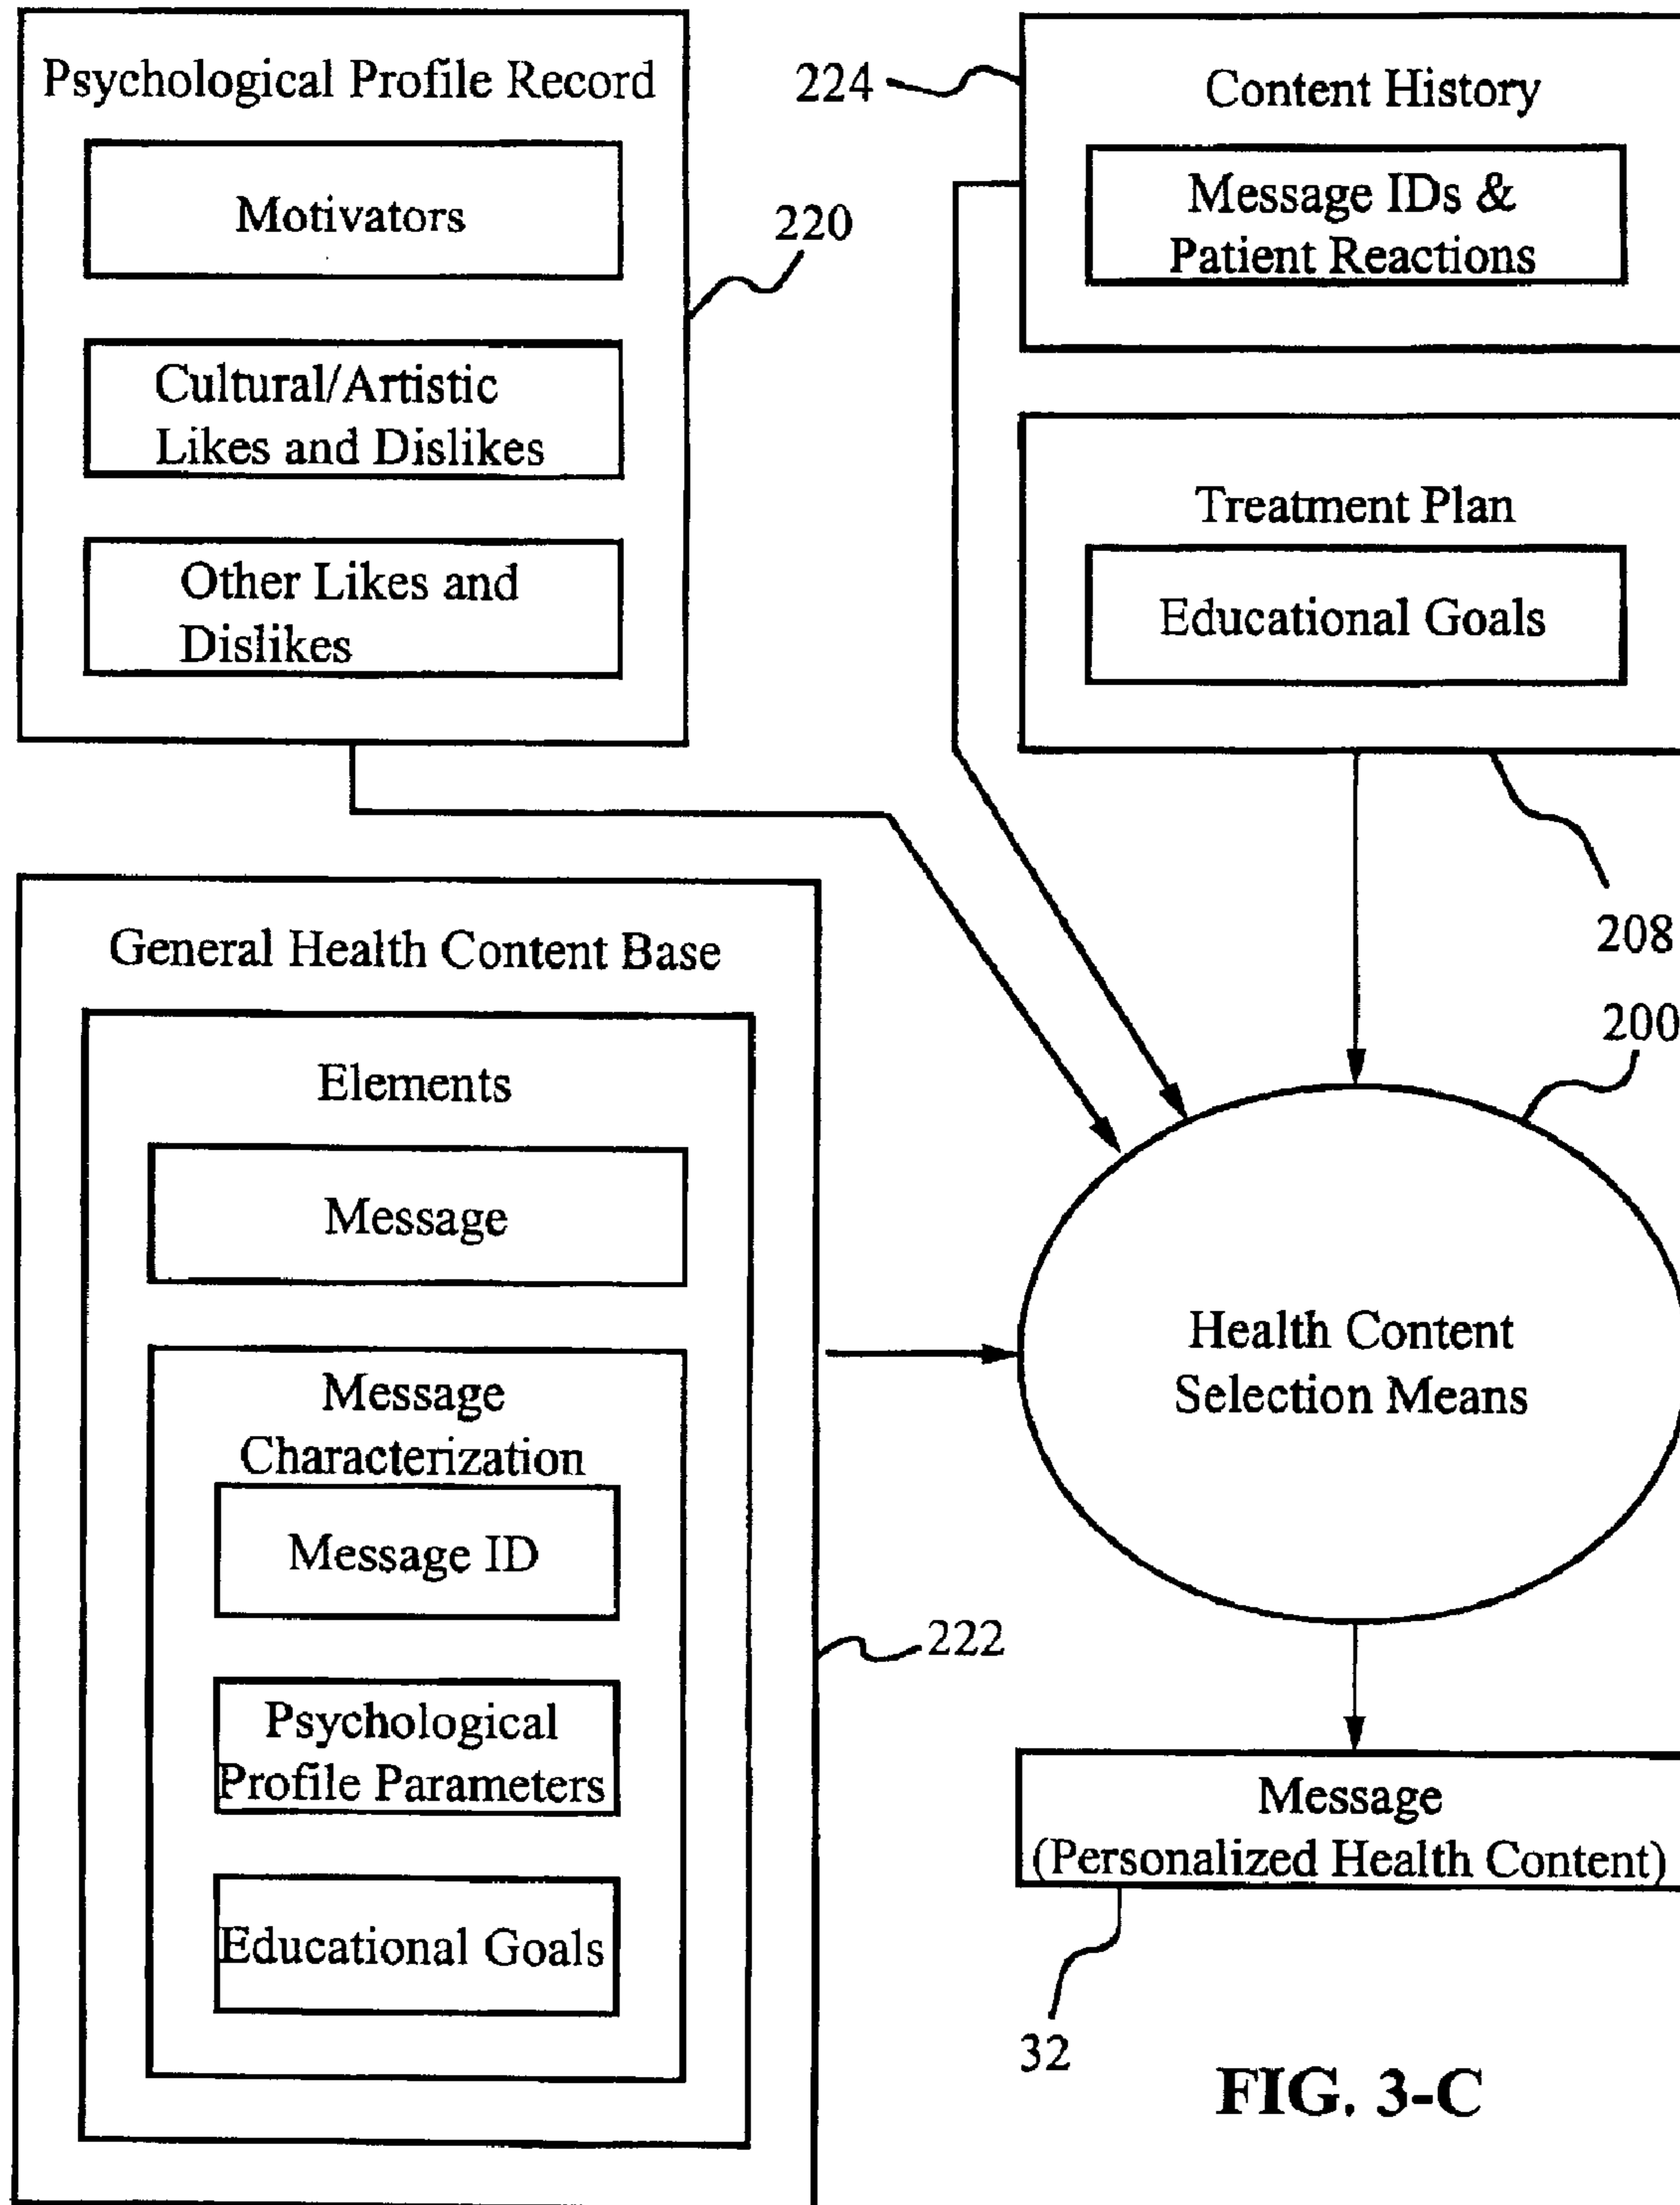 Psychological Profile Record
Motivators
Cultural/Artistic
Likes and Dislikes
Other Likes and
Dislikes
220
224
Content History
Message IDs &
Patient Reactions
Treatment Plan
Educational Goals
208
200
General Health Content Base
Elements
Message
Message
Characterization
Message ID
Psychological
Profile Parameters
Educational Goals
222
Health Content
Selection Means
Message
(Personalized Health Content)
32
FIG. 3-C